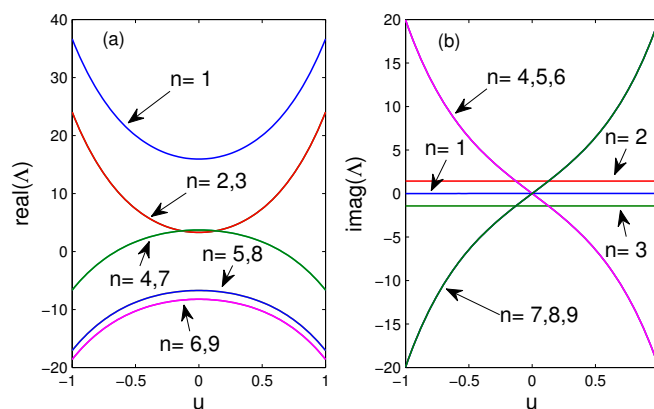 (a)
(b)
40
30
20
10
0
−10
−20
real(Λ)
n= 1
n= 2,3
n= 4,7
n= 5,8
n= 6,9
−1
−0.5
0
0.5
1
u
20
15
10
5
0
−5
−10
−15
−20
imag(Λ)
n= 4,5,6
n= 1
n= 2
n= 3
n= 7,8,9
−1
−0.5
0
0.5
u